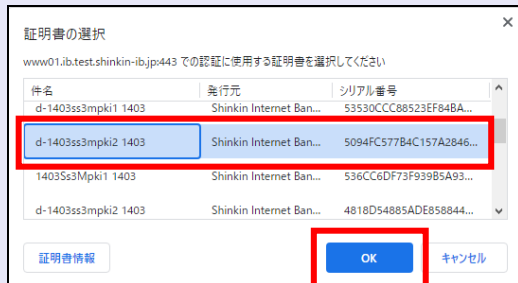 証明書の選択
www01.ib.test.shinkin-ib.jp:443 での認証に使用する証明書を選択してください
件名 発行元 シリアル番号
d-1403ss3mpki1 1403 Shinkin Internet Ban... 53530CCC88523EF84BA...
d-1403ss3mpki2 1403 Shinkin Internet Ban... 5094FC577B4C157A2846...
1403Ss3Mpki1 1403 Shinkin Internet Ban... 536CC6DF73F939B5A93...
d-1403ss3mpki2 1403 Shinkin Internet Ban... 4818D54885ADE858844...
証明書情報 OK キャンセル